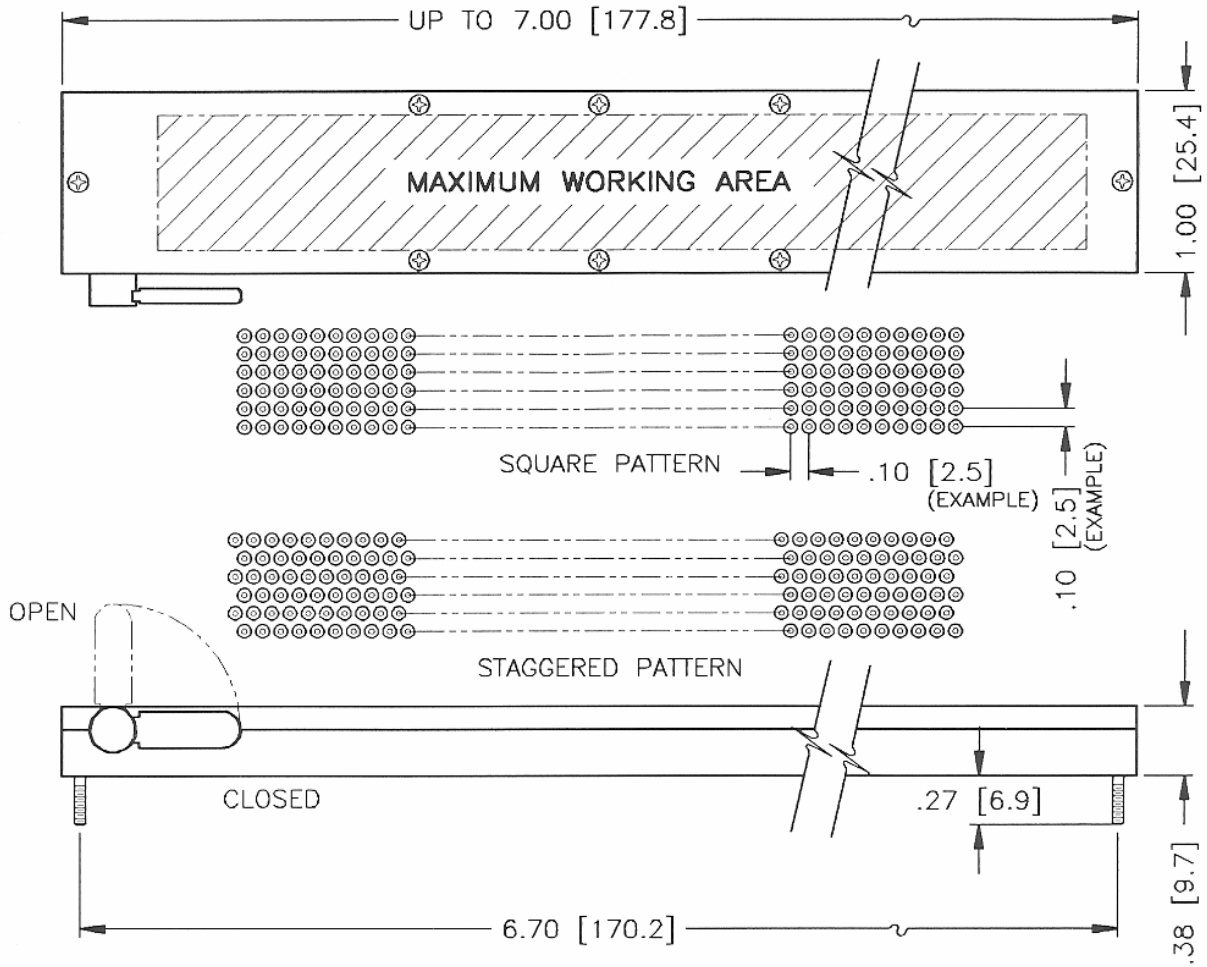 UP TO 7.00 [177.8]
1.00 [25.4]
MAXIMUM WORKING AREA
SQUARE PATTERN
.10 [2.5]
(EXAMPLE)
.10 [2.5]
(EXAMPLE)
STAGGERED PATTERN
OPEN
CLOSED
.27 [6.9]
.38 [9.7]
6.70 [170.2]